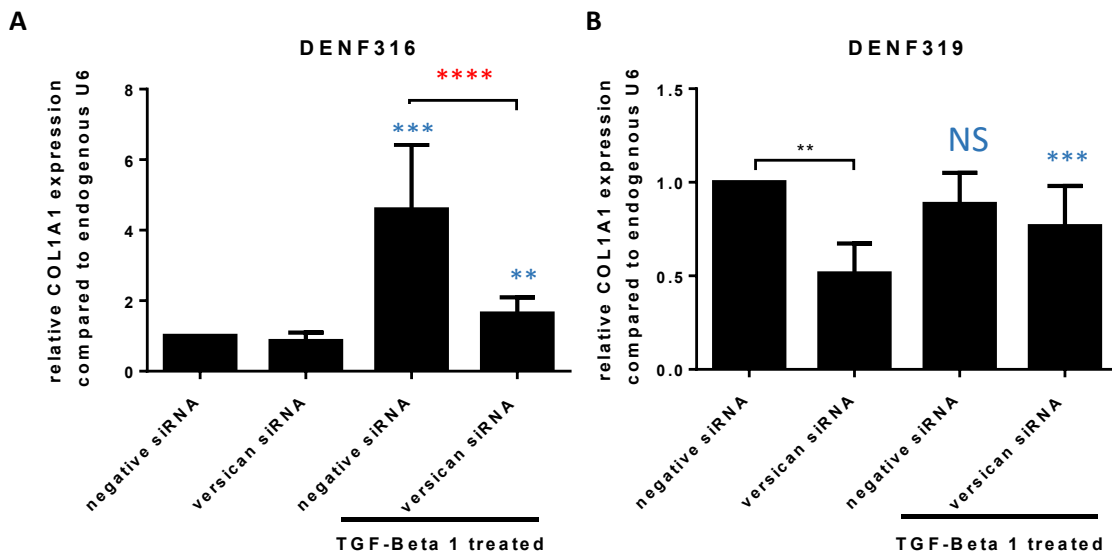 A
DENF316
relative COL1A1 expression
compared to endogenous U6
8
6
4
2
0
****
***
**
negative siRNA
versican siRNA
negative siRNA
versican siRNA
TGF-Beta 1 treated
B
DENF319
relative COL1A1 expression
compared to endogenous U6
1.5
1.0
0.5
0.0
**
NS
***
negative siRNA
versican siRNA
negative siRNA
versican siRNA
TGF-Beta 1 treated